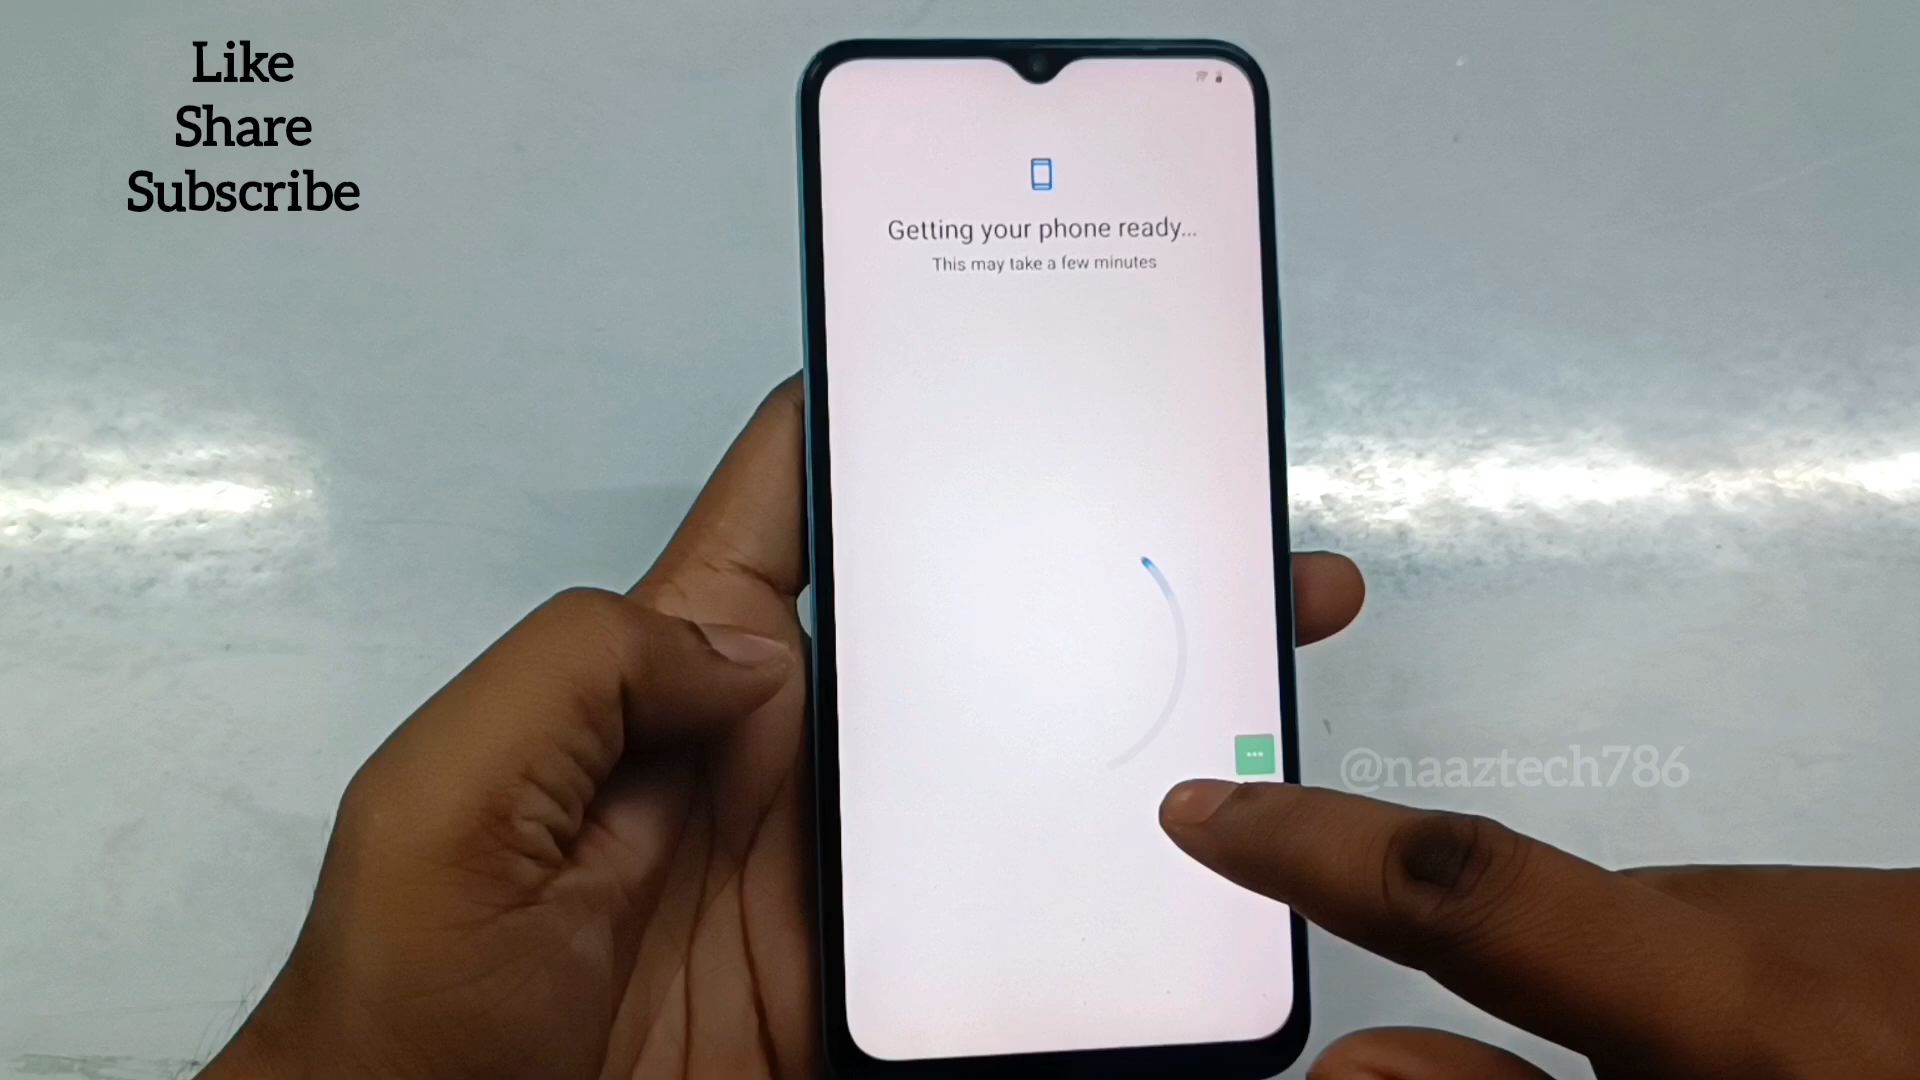 Like
Share
Subscribe
Getting your phone ready...
This may take a few minutes
@naaztech786